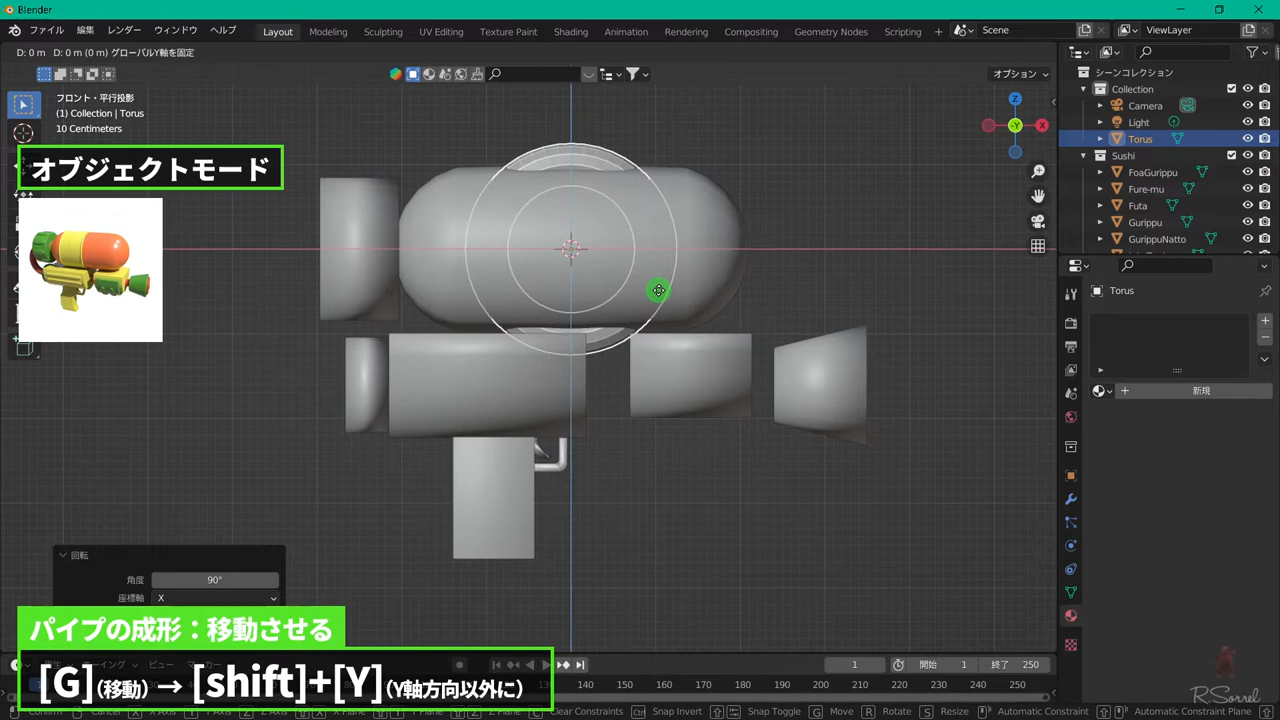 Blender
ファイル 編集 レンダー ウィンドウ ヘルプ Layout Modeling Sculpting UV Editing Texture Paint Shading Animation Rendering Compositing Geometry Nodes Scripting + Scene ViewLayer
D: 0 m D: 0 m (0 m) グローバルY軸を固定
オプション
シーンコレクション
フロント・平行投影
(1) Collection | Torus
10 Centimeters
Collection
Camera
Light
Torus
Sushi
FoaGurippu
Fure-mu
Futa
Gurippu
GurippuNatto
Z
-Y
X
オブジェクトモード
Torus
新規
回転
角度 90°
座標軸 X
パイプの成形：移動させる
[G](移動)→[shift]+[Y](Y軸方向以外に)
ビュー
1 開始 1 終了 250
130 140 150 160 170 180 190 200 210 220 230 240 250
Clear Constraints Snap Invert Snap Toggle G Move R Rotate S Resize Automatic Constraint Automatic Constraint Plane
RSorrel